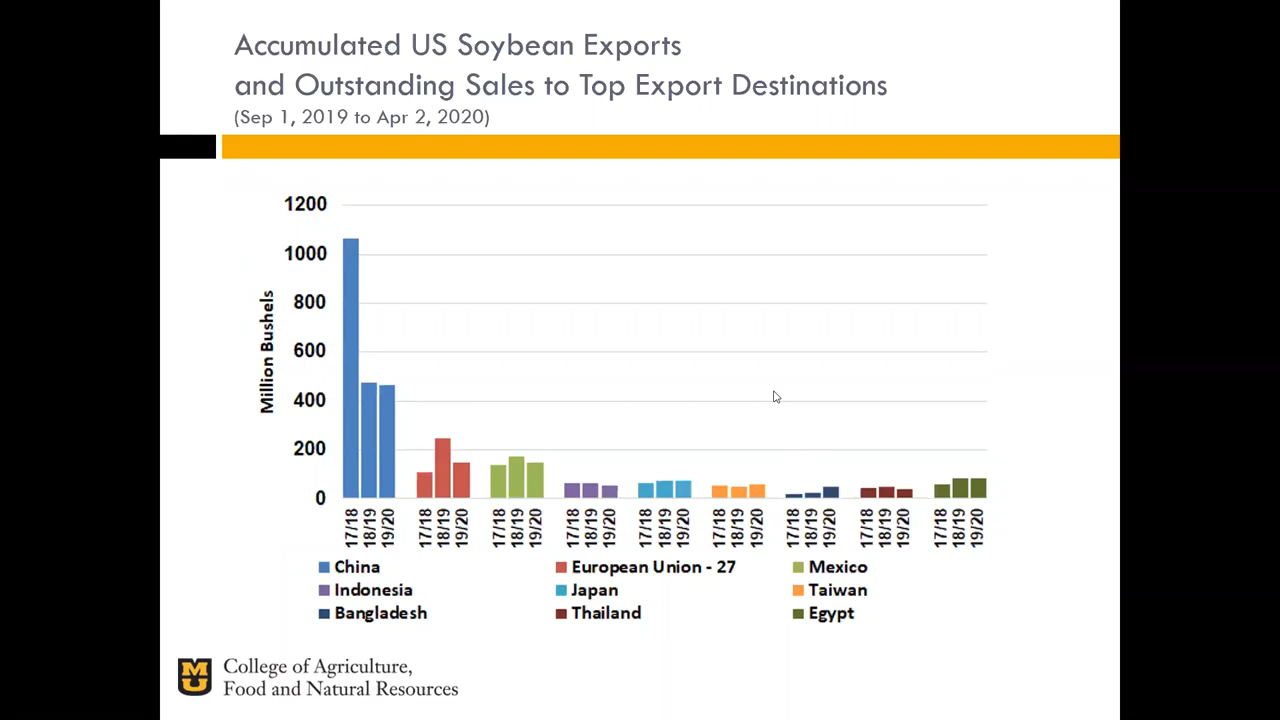 Accumulated US Soybean Exports
and Outstanding Sales to Top Export Destinations
(Sep 1, 2019 to Apr 2, 2020)
1200
1000
800
600
400
200
0
Million Bushels
17/18 18/19 19/20 17/18 18/19 19/20 17/18 18/19 19/20 17/18 18/19 19/20 17/18 18/19 19/20 17/18 18/19 19/20 17/18 18/19 19/20 17/18 18/19 19/20 17/18 18/19 19/20
China European Union - 27 Mexico
Indonesia Japan Taiwan
Bangladesh Thailand Egypt
MU
College of Agriculture,
Food and Natural Resources